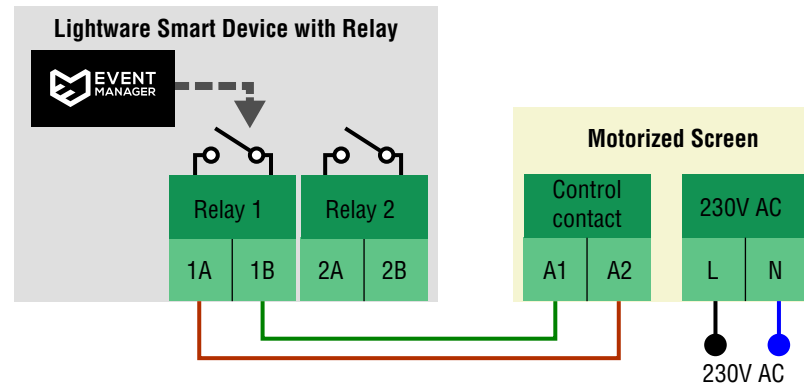 Lightware Smart Device with Relay
EVENT
MANAGER
Relay 1
Relay 2
1A
1B
2A
2B
Motorized Screen
Control
contact
230V AC
A1
A2
L
N
230V AC